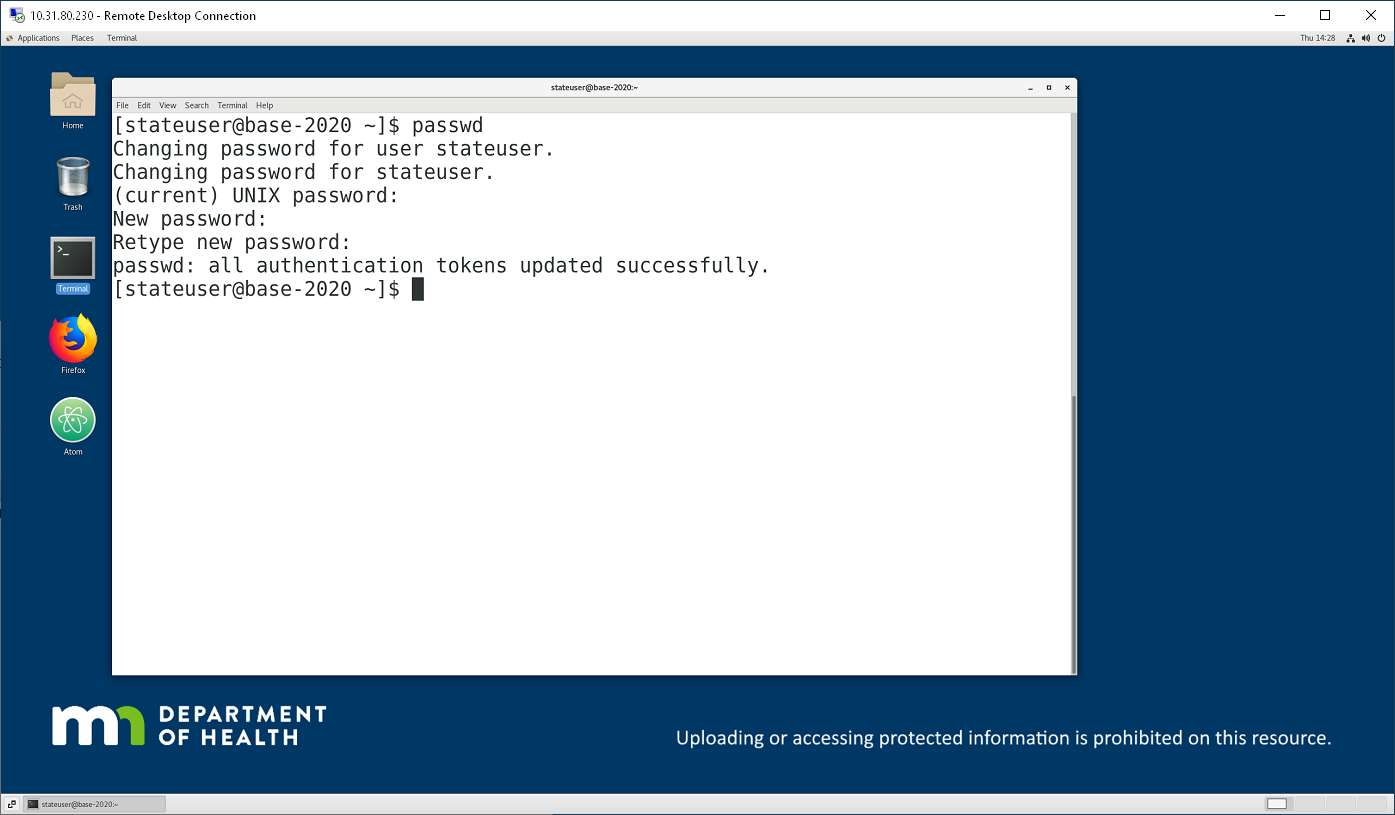 10.31.80.230 - Remote Desktop Connection
Applications Places Terminal Thu 14:28
Home
Trash
Terminal
Firefox
Atom
stateuser@base-2020:~
File Edit View Search Terminal Help
[stateuser@base-2020 ~]$ passwd
Changing password for user stateuser.
Changing password for stateuser.
(current) UNIX password:
New password:
Retype new password:
passwd: all authentication tokens updated successfully.
[stateuser@base-2020 ~]$
mn DEPARTMENT
OF HEALTH
Uploading or accessing protected information is prohibited on this resource.
stateuser@base-2020:~